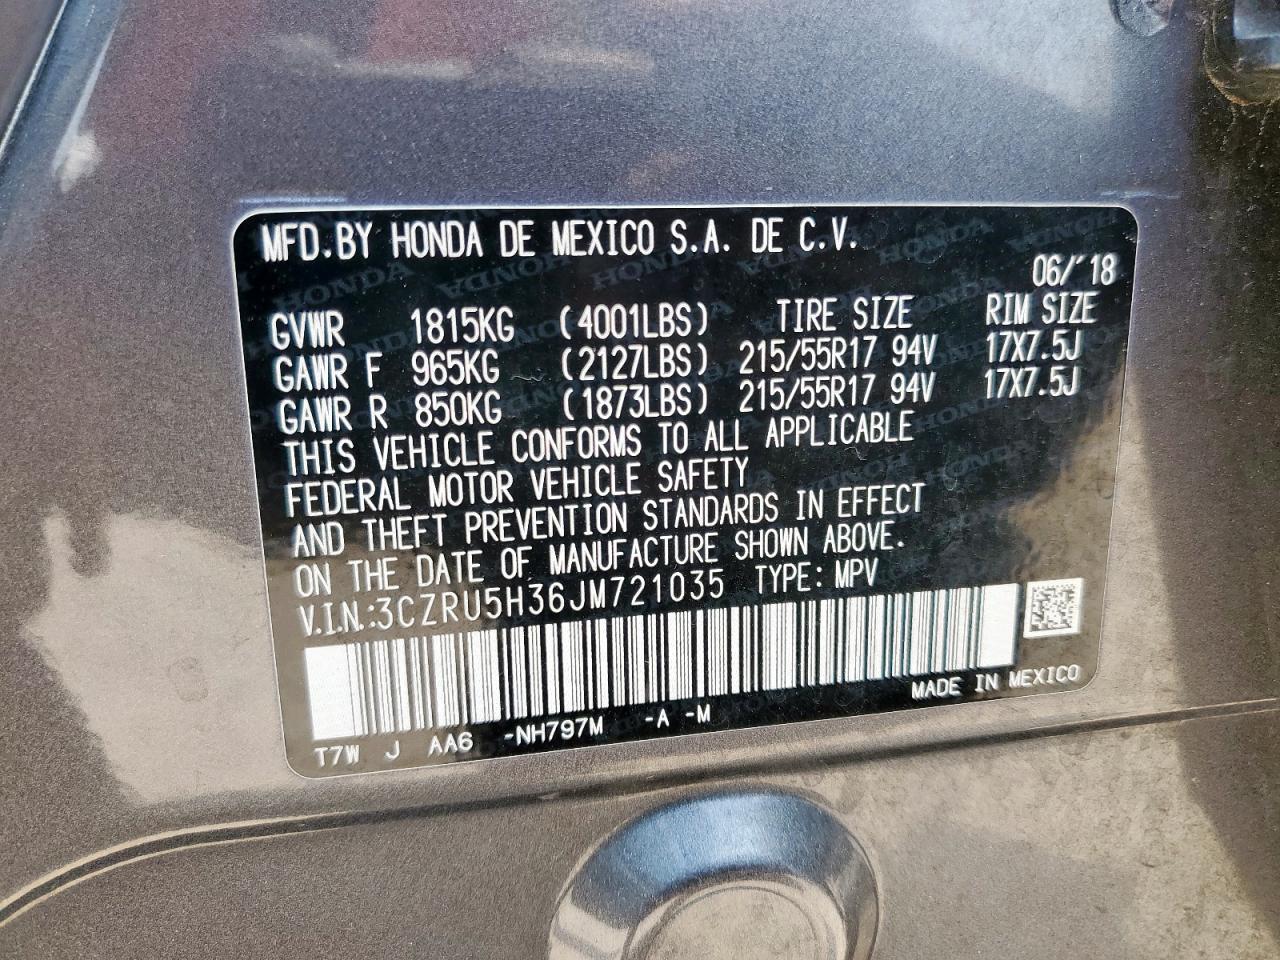 MFD.BY HONDA DE MEXICO S.A. DE C.V.
06/'18
GVWR 1815KG (4001LBS) TIRE SIZE RIM SIZE
GAWR F 965KG (2127LBS) 215/55R17 94V 17X7.5J
GAWR R 850KG (1873LBS) 215/55R17 94V 17X7.5J
THIS VEHICLE CONFORMS TO ALL APPLICABLE
FEDERAL MOTOR VEHICLE SAFETY
AND THEFT PREVENTION STANDARDS IN EFFECT
ON THE DATE OF MANUFACTURE SHOWN ABOVE.
V.I.N.:3CZRU5H36JM721035 TYPE: MPV
MADE IN MEXICO
T7W J AA6 -NH797M -A -M